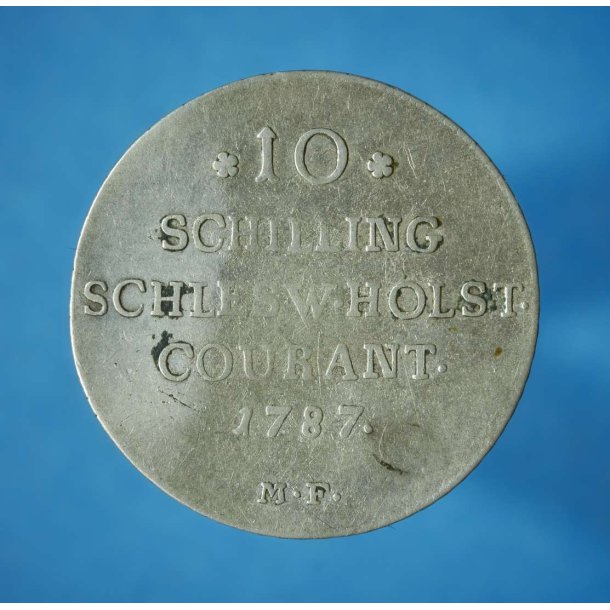 10
SCHILLING
SCHLESW. HOLST.
COURANT.
1787.
M.F.